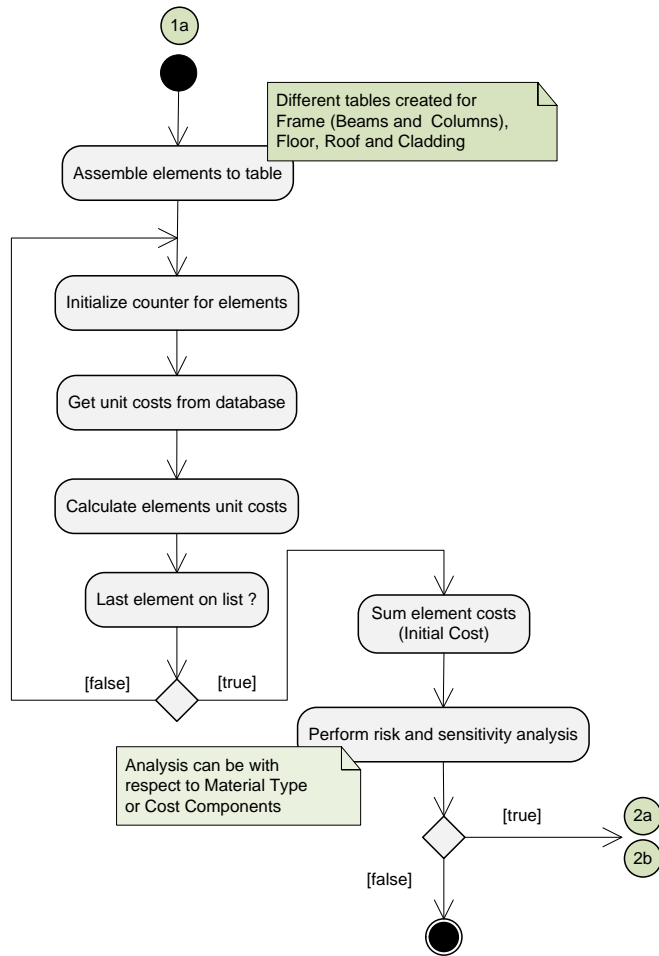 1a
Different tables created for
Frame (Beams and Columns),
Floor, Roof and Cladding
Assemble elements to table
Initialize counter for elements
Get unit costs from database
Calculate elements unit costs
Last element on list ?
Sum element costs
(Initial Cost)
[false]
[true]
Perform risk and sensitivity analysis
Analysis can be with
respect to Material Type
or Cost Components
[true]
2a
2b
[false]